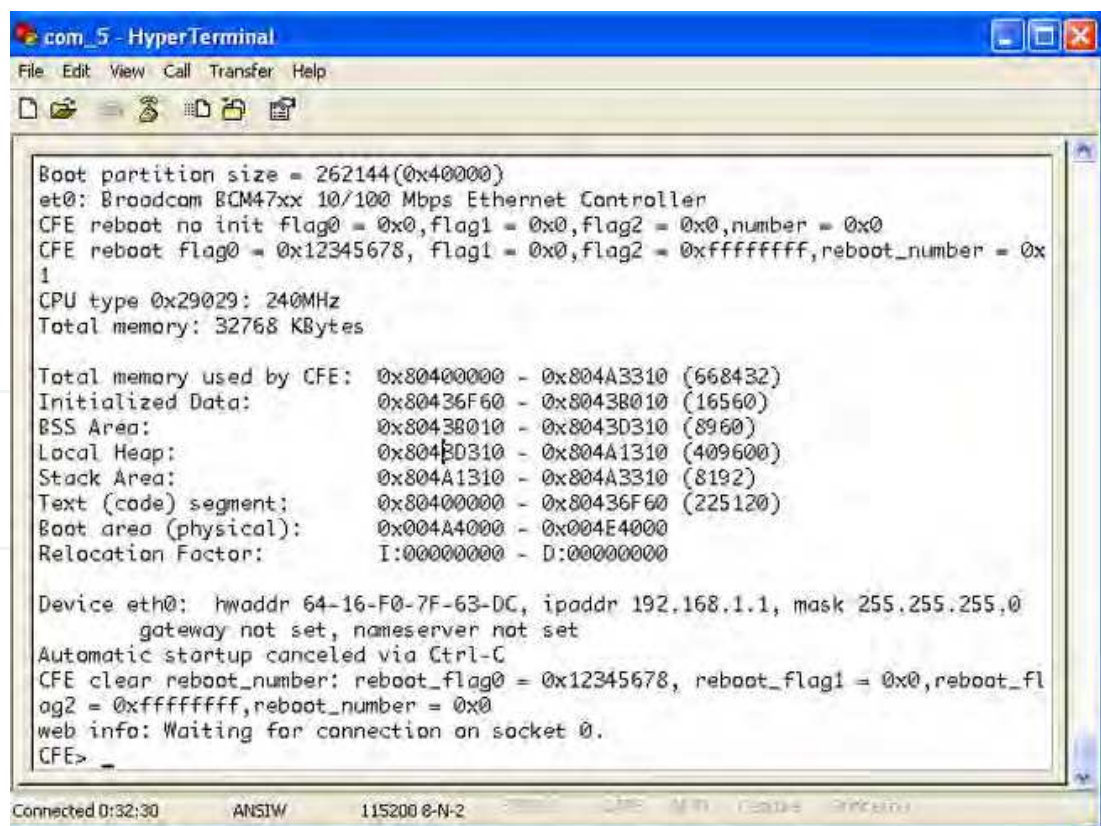 com_5 - HyperTerminal
File Edit View Call Transfer Help
Boot partition size = 262144(0x40000)
et0: Broadcom BCM47xx 10/100 Mbps Ethernet Controller
CFE reboot no init flag0 = 0x0,flag1 = 0x0,flag2 = 0x0,number = 0x0
CFE reboot flag0 = 0x12345678, flag1 = 0x0,flag2 = 0xffffffff,reboot_number = 0x
1
CPU type 0x29029: 240MHz
Total memory: 32768 KBytes
Total memory used by CFE: 0x80400000 - 0x804A3310 (668432)
Initialized Data: 0x80436F60 - 0x8043B010 (16560)
BSS Area: 0x8043B010 - 0x8043D310 (8960)
Local Heap: 0x8043D310 - 0x804A1310 (409600)
Stack Area: 0x804A1310 - 0x804A3310 (8192)
Text (code) segment: 0x80400000 - 0x80436F60 (225120)
Boot area (physical): 0x004A4000 - 0x004E4000
Relocation Factor: I:00000000 - D:00000000
Device eth0: hwaddr 64-16-F0-7F-63-DC, ipaddr 192.168.1.1, mask 255.255.255.0
gateway not set, nameserver not set
Automatic startup canceled via Ctrl-C
CFE clear reboot_number: reboot_flag0 = 0x12345678, reboot_flag1 = 0x0,reboot_fl
ag2 = 0xffffffff,reboot_number = 0x0
web info: Waiting for connection on socket 0.
CFE> _
Connected 0:32:30 ANSIW 115200 8-N-2